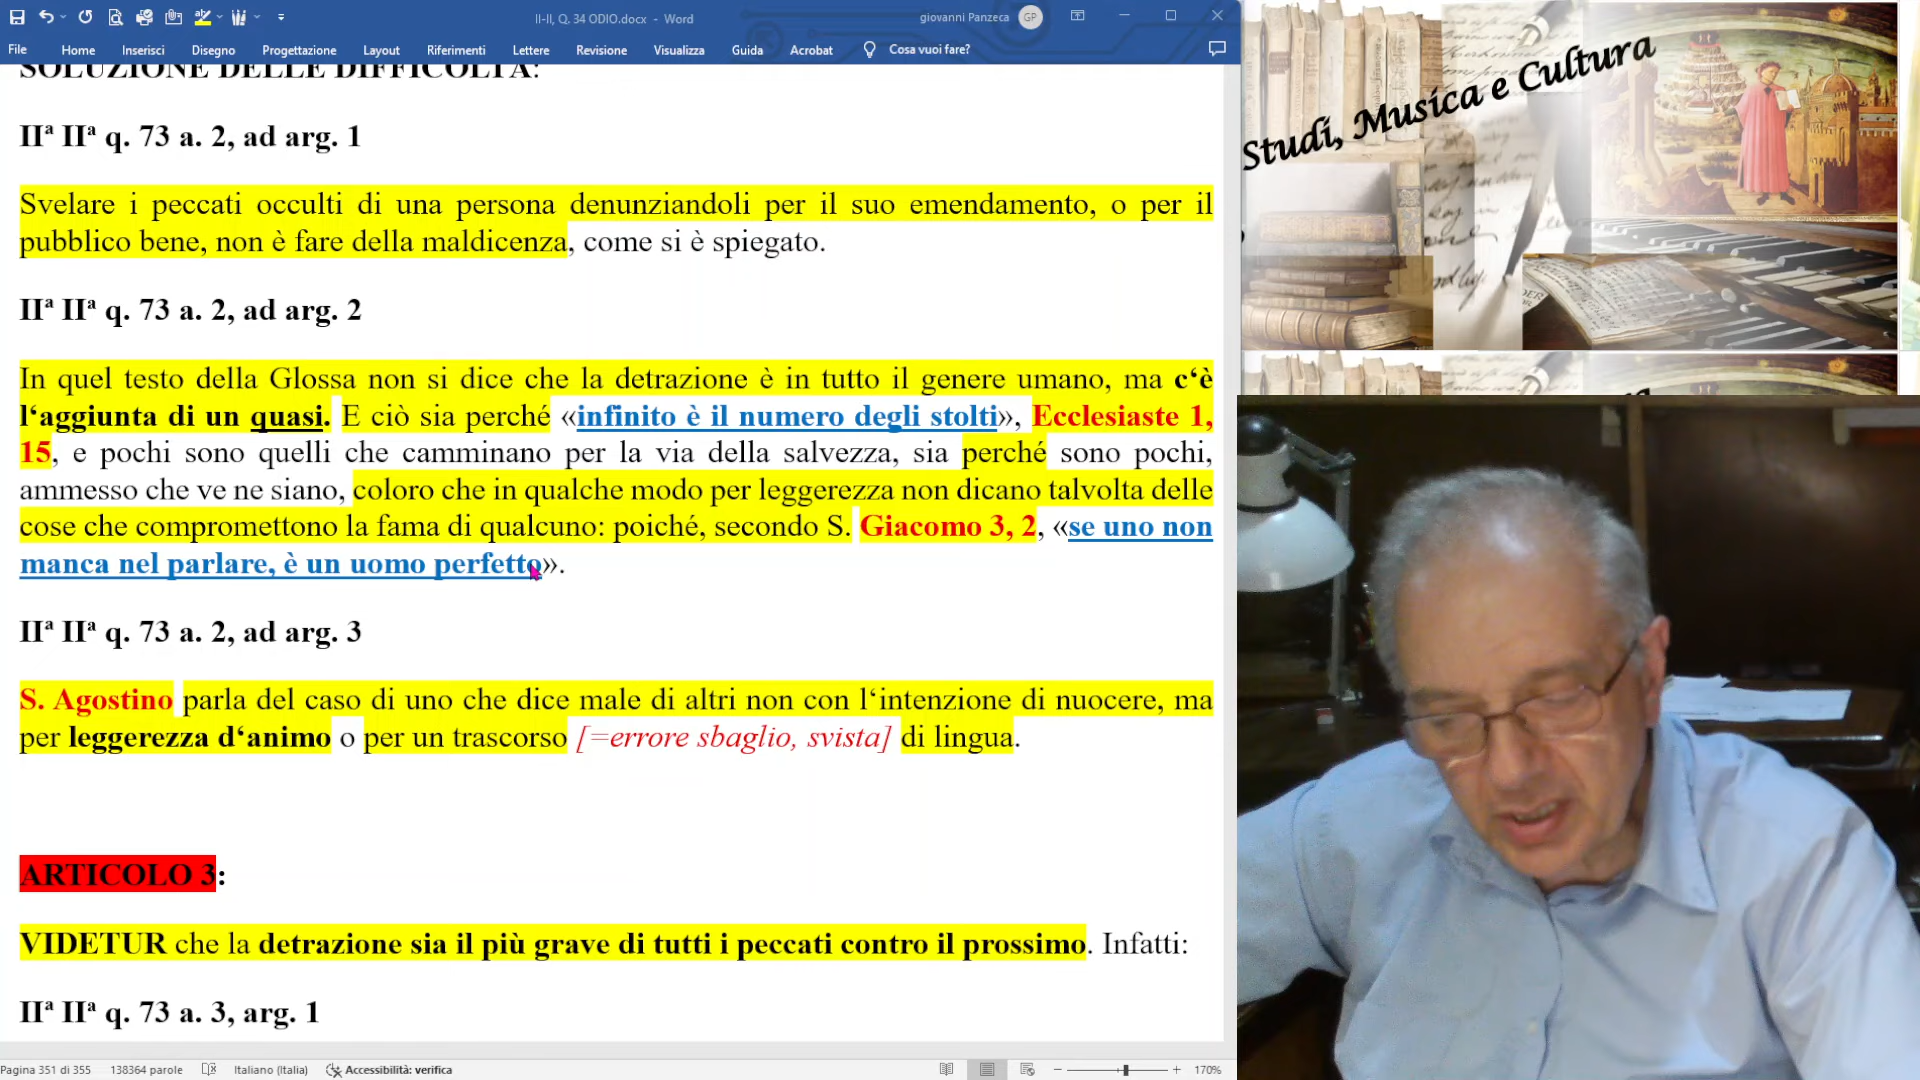 II-II, Q. 34 ODIO.docx - Word
giovanni Panzeca
GP
File Home Inserisci Disegno Progettazione Layout Riferimenti Lettere Revisione Visualizza Guida Acrobat Cosa vuoi fare?
SOLUZIONE DELLE DIFFICOLTÀ:
IIª IIª q. 73 a. 2, ad arg. 1
Svelare i peccati occulti di una persona denunziandoli per il suo emendamento, o per il
pubblico bene, non è fare della maldicenza, come si è spiegato.
IIª IIª q. 73 a. 2, ad arg. 2
In quel testo della Glossa non si dice che la detrazione è in tutto il genere umano, ma c‘è
l‘aggiunta di un quasi. E ciò sia perché «infinito è il numero degli stolti», Ecclesiaste 1,
15, e pochi sono quelli che camminano per la via della salvezza, sia perché sono pochi,
ammesso che ve ne siano, coloro che in qualche modo per leggerezza non dicano talvolta delle
cose che compromettono la fama di qualcuno: poiché, secondo S. Giacomo 3, 2, «se uno non
manca nel parlare, è un uomo perfetto».
IIª IIª q. 73 a. 2, ad arg. 3
S. Agostino parla del caso di uno che dice male di altri non con l‘intenzione di nuocere, ma
per leggerezza d‘animo o per un trascorso [=errore sbaglio, svista] di lingua.
ARTICOLO 3:
VIDETUR che la detrazione sia il più grave di tutti i peccati contro il prossimo. Infatti:
IIª IIª q. 73 a. 3, arg. 1
Pagina 351 di 355 138364 parole Italiano (Italia) Accessibilità: verifica 170%
Studi, Musica e Cultura